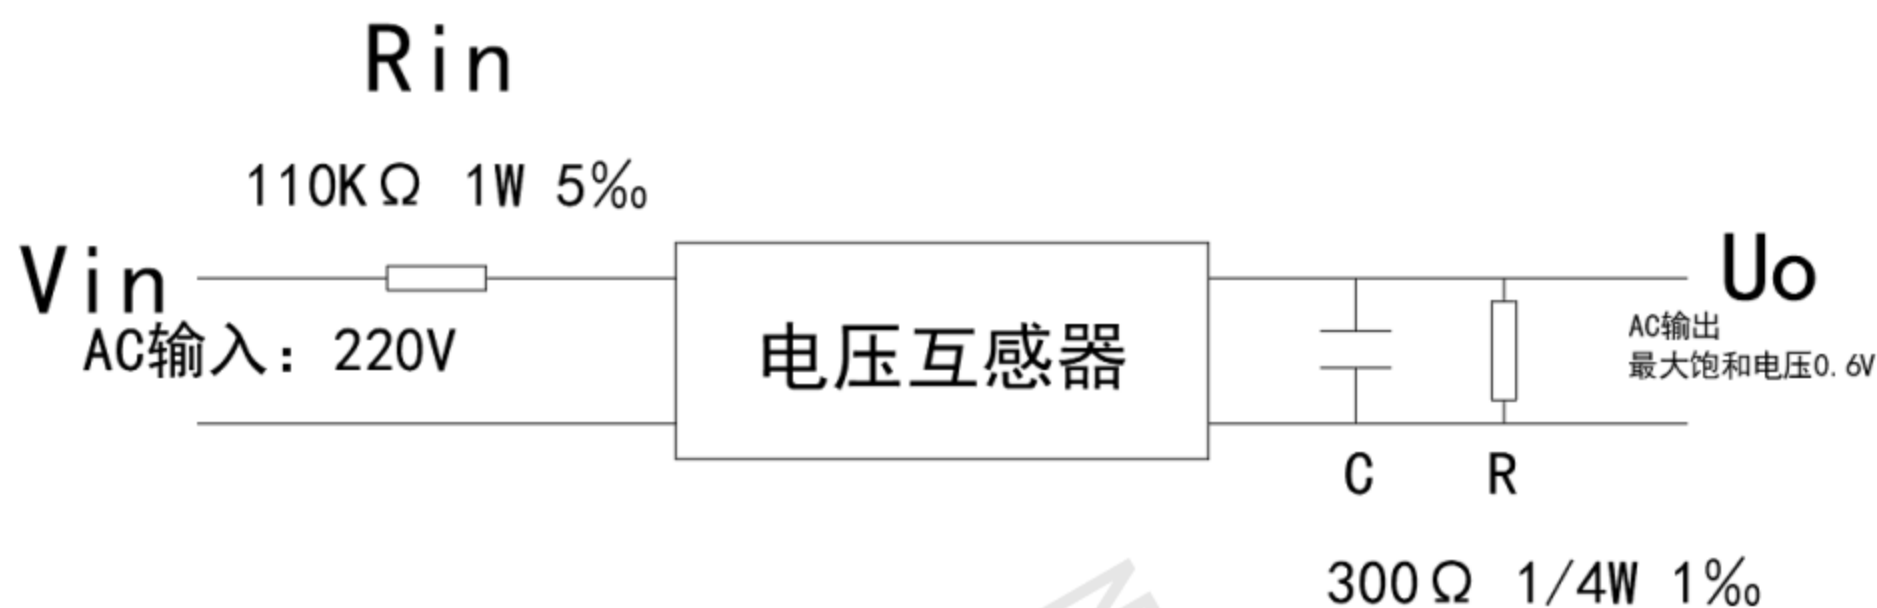 Rin
110KΩ 1W 5‰
Vin
AC输入：220V
电压互感器
Uo
AC输出
最大饱和电压0.6V
C
R
300Ω 1/4W 1‰